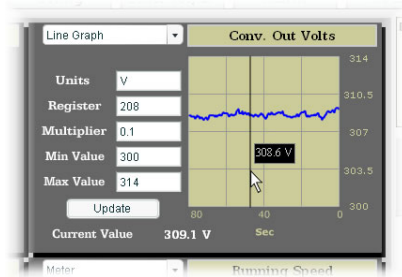 Line Graph Conv. Out Volts
Units V
Register 208
Multiplier 0.1
Min Value 300
Max Value 314
Update
Current Value 309.1 V
314
310.5
307
303.5
300
308.6 V
80 40 0
Sec
Meter Running Speed